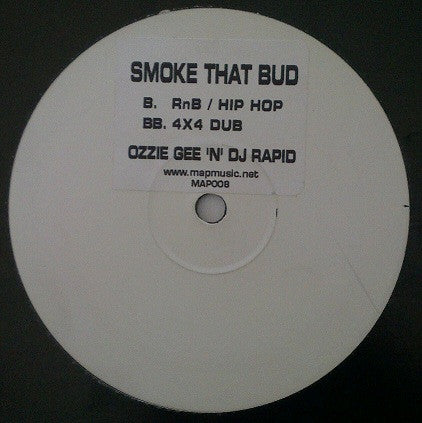 SMOKE THAT BUD
B. RnB / HIP HOP
BB. 4X4 DUB
OZZIE GEE 'N' DJ RAPID
www.mapmusic.net
MAP008